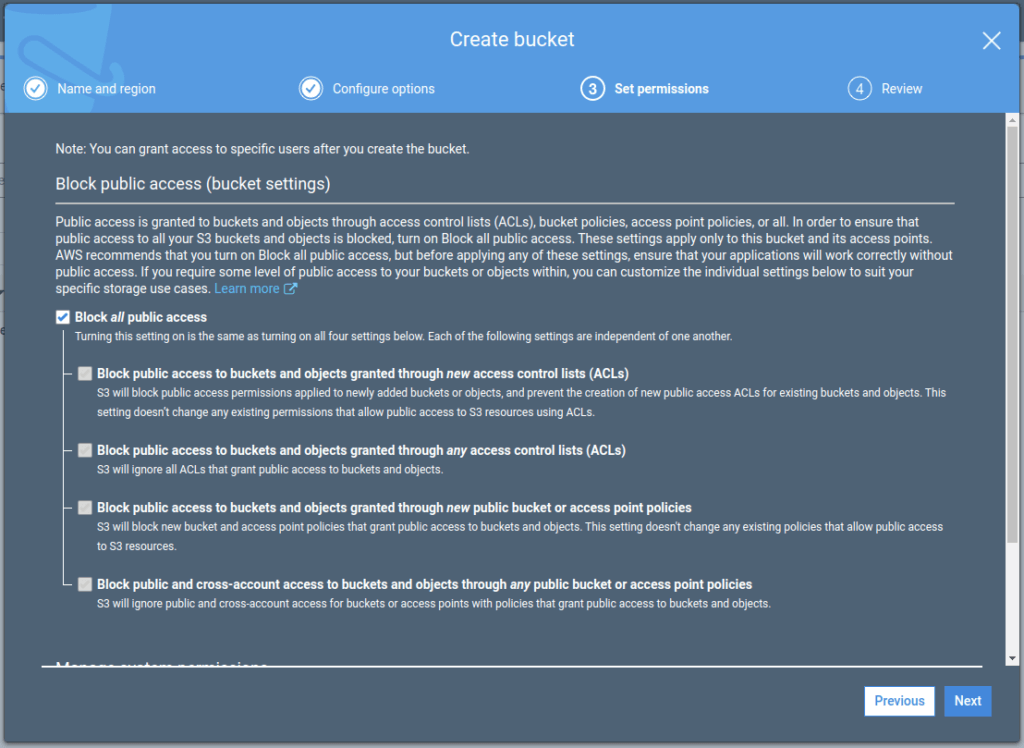 Create bucket
Name and region
Configure options
3 Set permissions
4 Review
Note: You can grant access to specific users after you create the bucket.
Block public access (bucket settings)
Public access is granted to buckets and objects through access control lists (ACLs), bucket policies, access point policies, or all. In order to ensure that
public access to all your S3 buckets and objects is blocked, turn on Block all public access. These settings apply only to this bucket and its access points.
AWS recommends that you turn on Block all public access, but before applying any of these settings, ensure that your applications will work correctly without
public access. If you require some level of public access to your buckets or objects within, you can customize the individual settings below to suit your
specific storage use cases. Learn more
Block all public access
Turning this setting on is the same as turning on all four settings below. Each of the following settings are independent of one another.
Block public access to buckets and objects granted through new access control lists (ACLs)
S3 will block public access permissions applied to newly added buckets or objects, and prevent the creation of new public access ACLs for existing buckets and objects. This
setting doesn't change any existing permissions that allow public access to S3 resources using ACLs.
Block public access to buckets and objects granted through any access control lists (ACLs)
S3 will ignore all ACLs that grant public access to buckets and objects.
Block public access to buckets and objects granted through new public bucket or access point policies
S3 will block new bucket and access point policies that grant public access to buckets and objects. This setting doesn't change any existing policies that allow public access
to S3 resources.
Block public and cross-account access to buckets and objects through any public bucket or access point policies
S3 will ignore public and cross-account access for buckets or access points with policies that grant public access to buckets and objects.
Manage system permissions
Previous
Next